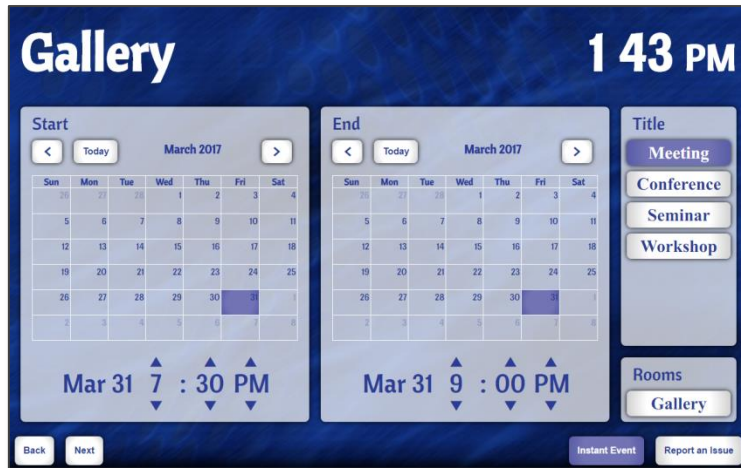 Gallery
1 43 PM
Start
< Today March 2017 >
Sun Mon Tue Wed Thu Fri Sat
26 27 28 1 2 3 4
5 6 7 8 9 10 11
12 13 14 15 16 17 18
19 20 21 22 23 24 25
26 27 28 29 30 31 1
2 3 4 5 6 7 8
Mar 31 7 : 30 PM
End
< Today March 2017 >
Sun Mon Tue Wed Thu Fri Sat
26 27 28 1 2 3 4
5 6 7 8 9 10 11
12 13 14 15 16 17 18
19 20 21 22 23 24 25
26 27 28 29 30 31 1
2 3 4 5 6 7 8
Mar 31 9 : 00 PM
Title
Meeting
Conference
Seminar
Workshop
Rooms
Gallery
Back Next Instant Event Report an Issue